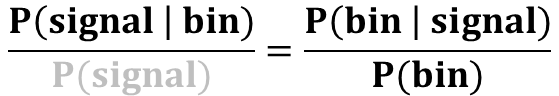 P(signal | bin) = P(bin | signal)
P(signal) P(bin)